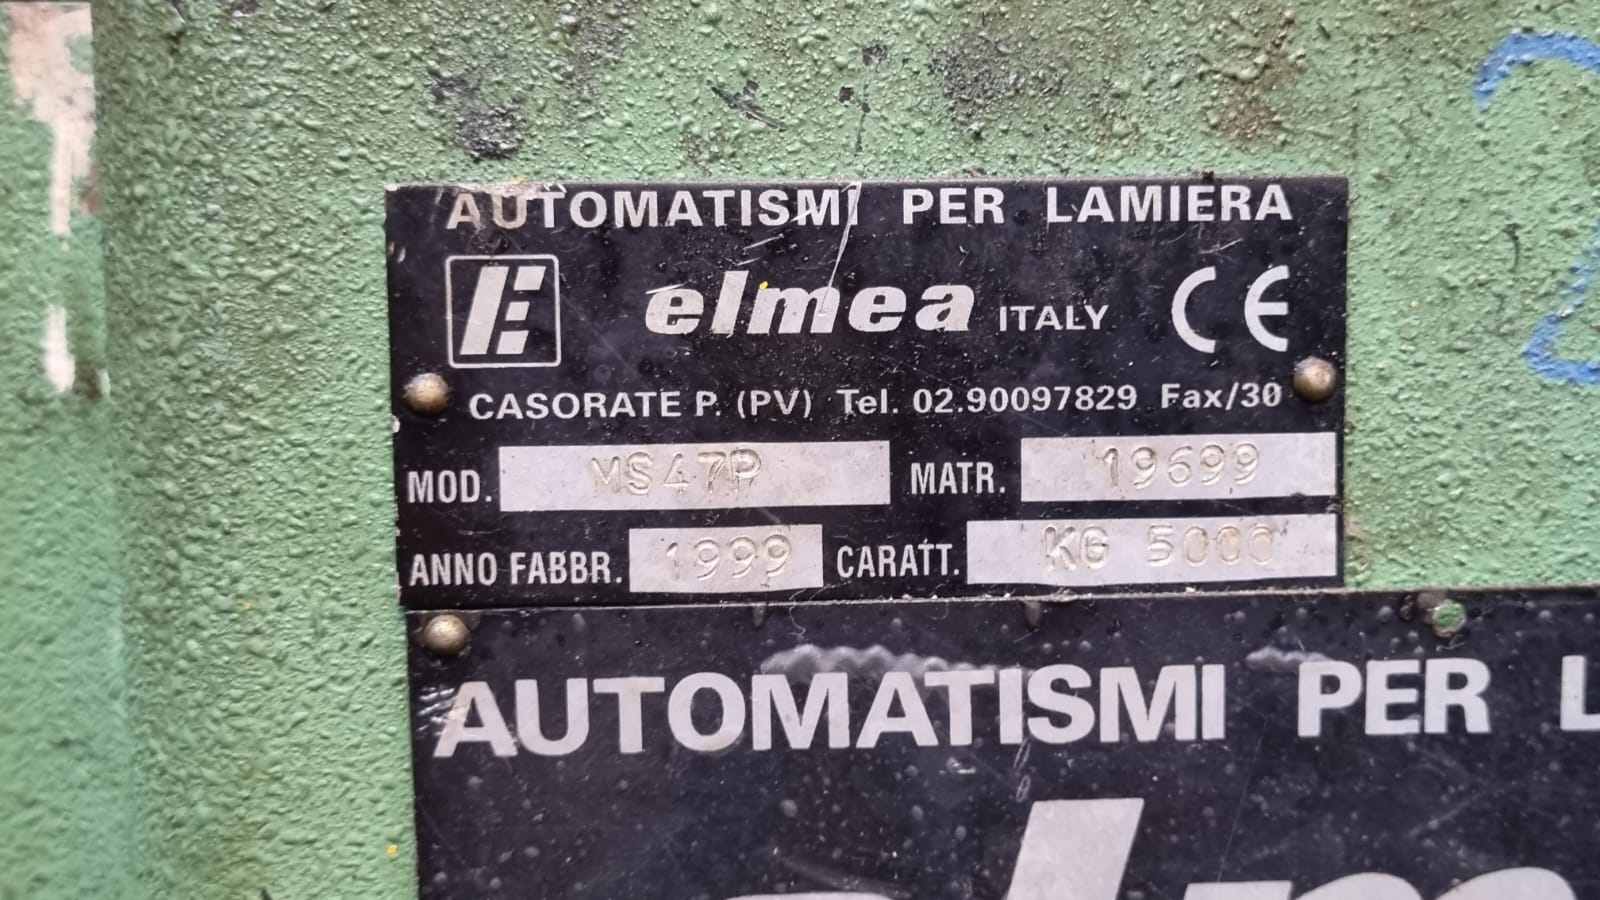 AUTOMATISMI PER LAMIERA
E elmea ITALY CE
CASORATE P. (PV) Tel. 02.90097829 Fax/30
MOD. MS47P MATR. 19699
ANNO FABBR. 1999 CARATT. KG 5000
AUTOMATISMI PER L